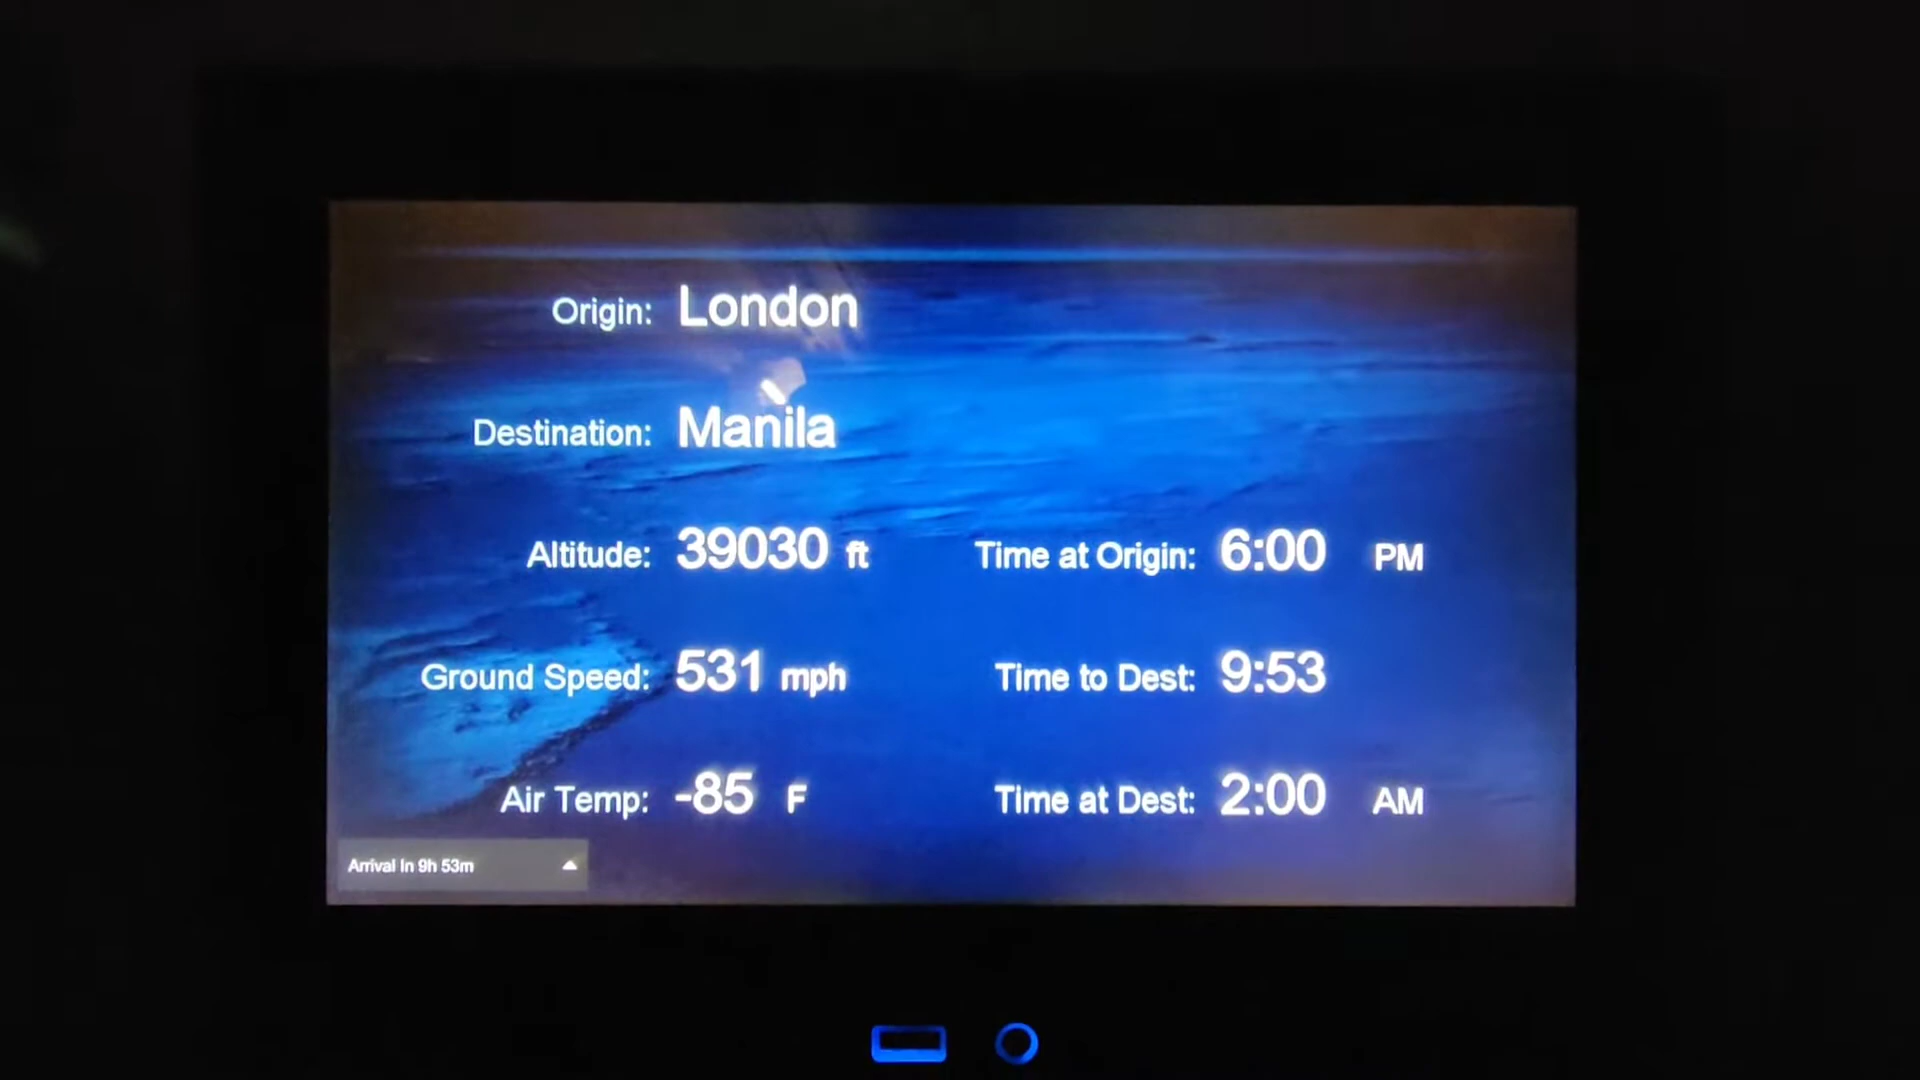 Origin: London
Destination: Manila
Altitude: 39030 ft
Time at Origin: 6:00 PM
Ground Speed: 531 mph
Time to Dest: 9:53
Air Temp: -85 F
Time at Dest: 2:00 AM
Arrival In 9h 53m